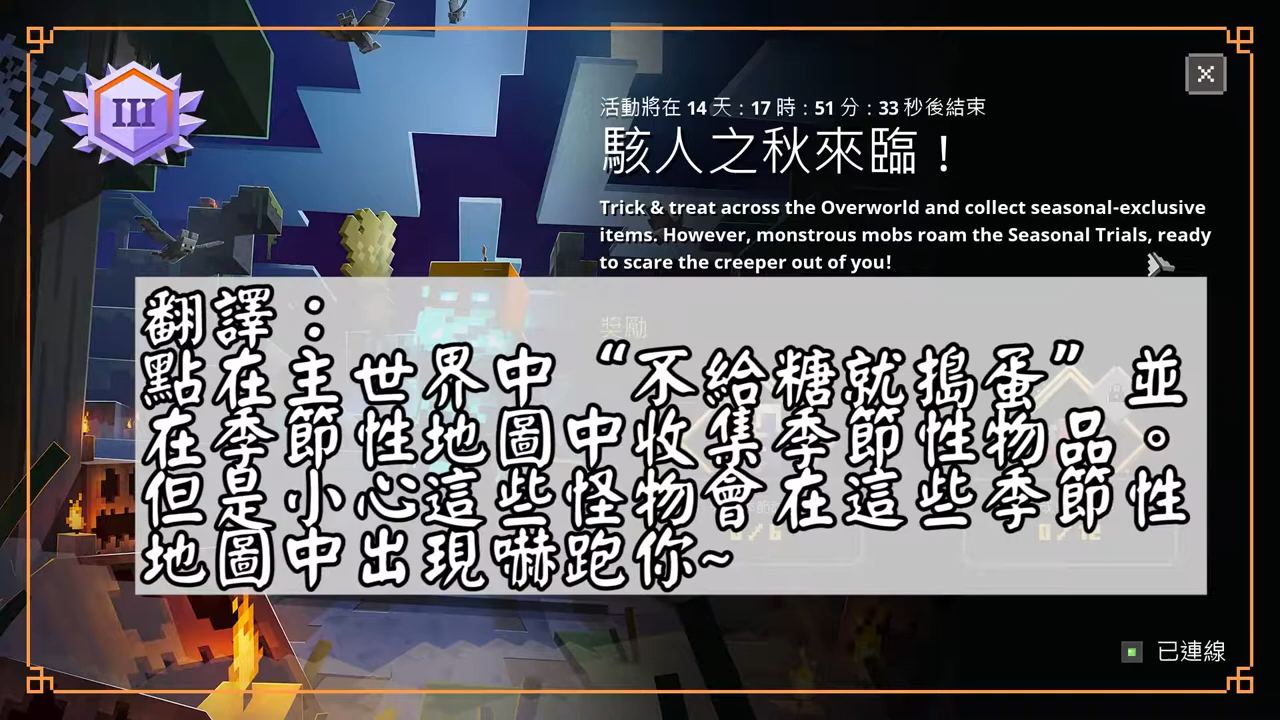 III
活動將在 14 天：17 時：51 分：33 秒後結束
駭人之秋來臨！
Trick & treat across the Overworld and collect seasonal-exclusive
items. However, monstrous mobs roam the Seasonal Trials, ready
to scare the creeper out of you!
獎勵
翻譯：
點在主世界中“不給糖就搗蛋”並
在季節性地圖中收集季節性物品。
但是小心這些怪物會在這些季節性
地圖中出現嚇跑你~
已連線